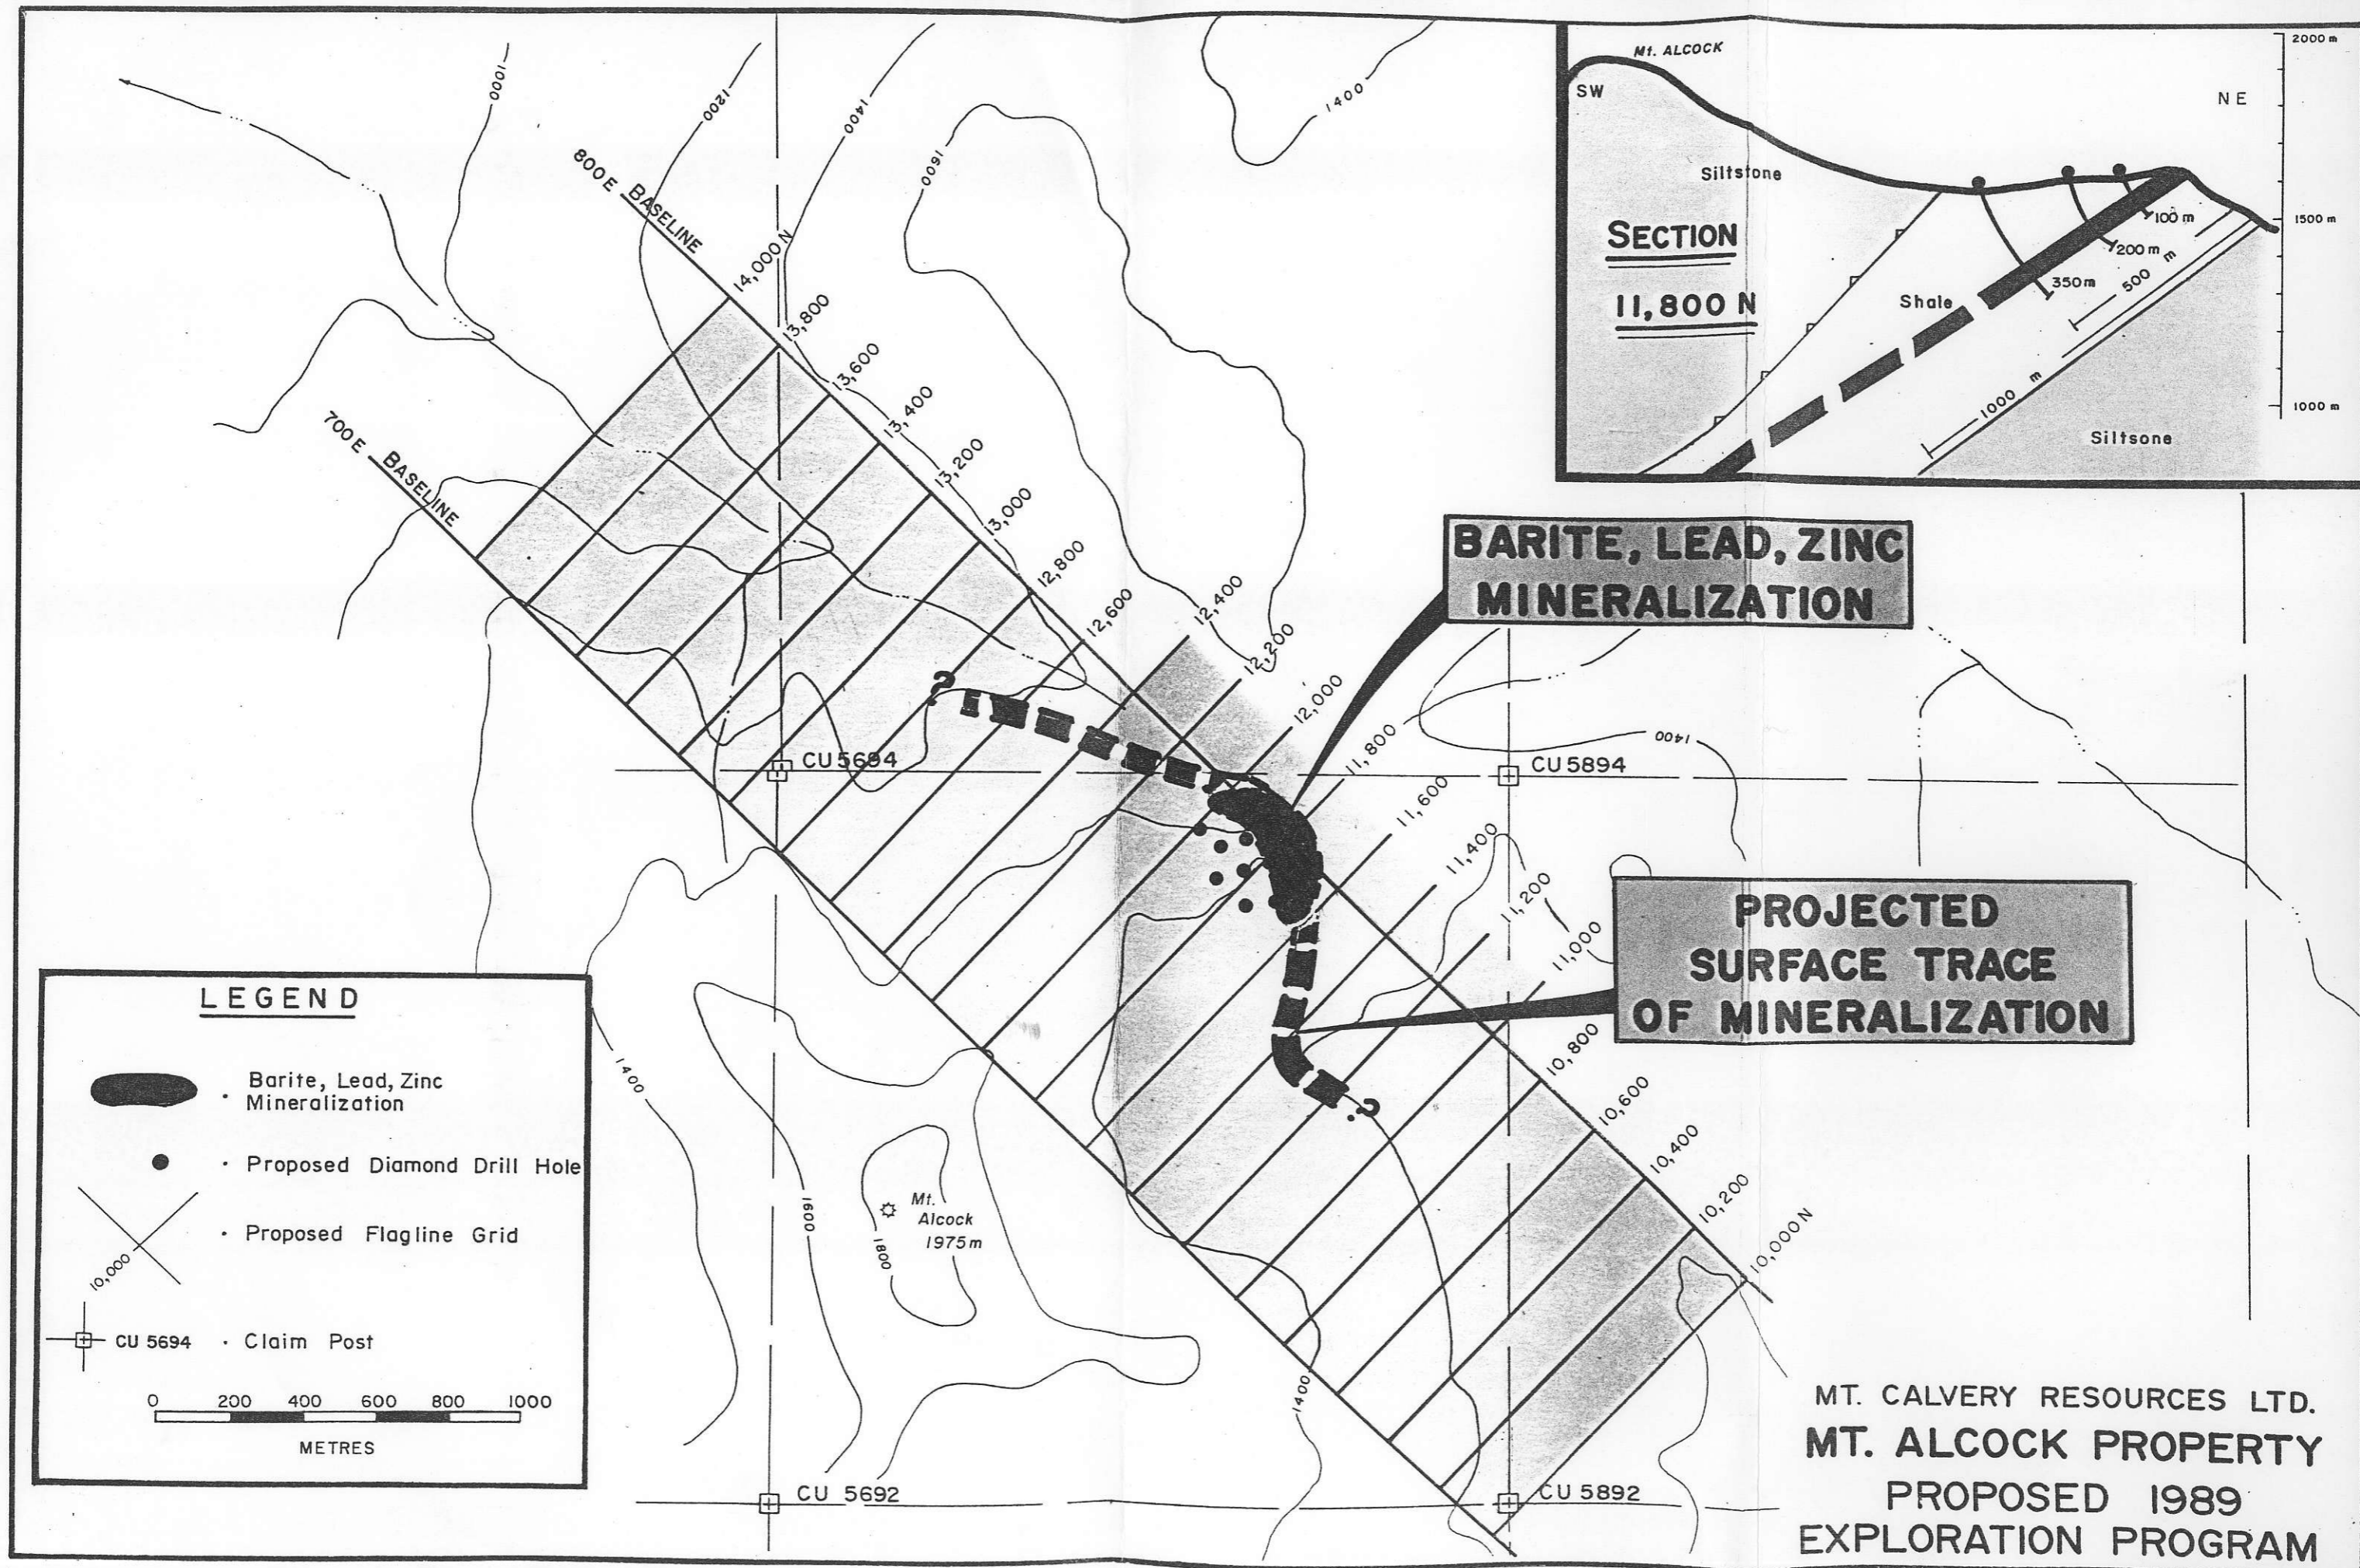 Mt. ALCOCK
SW
NE
Siltstone
SECTION
11,800 N
Shale
100 m
200 m
350m
500 m
1000 m
Siltsone
2000 m
1500 m
1000 m
1000
1200
1400
1600
1400
800E BASELINE
700E BASELINE
14,000N
13,800
13,600
13,400
13,200
13,000
12,800
12,600
12,400
12,200
12,000
11,800
11,600
11,400
11,200
11,000
10,800
10,600
10,400
10,200
10,000N
BARITE, LEAD, ZINC
MINERALIZATION
?
CU 5694
CU 5894
1400
PROJECTED
SURFACE TRACE
OF MINERALIZATION
?
1400
1600
1800
Mt.
Alcock
1975m
1400
CU 5692
CU 5892
LEGEND
· Barite, Lead, Zinc
Mineralization
· Proposed Diamond Drill Hole
· Proposed Flagline Grid
10,000
CU 5694 · Claim Post
0 200 400 600 800 1000
METRES
MT. CALVERY RESOURCES LTD.
MT. ALCOCK PROPERTY
PROPOSED 1989
EXPLORATION PROGRAM